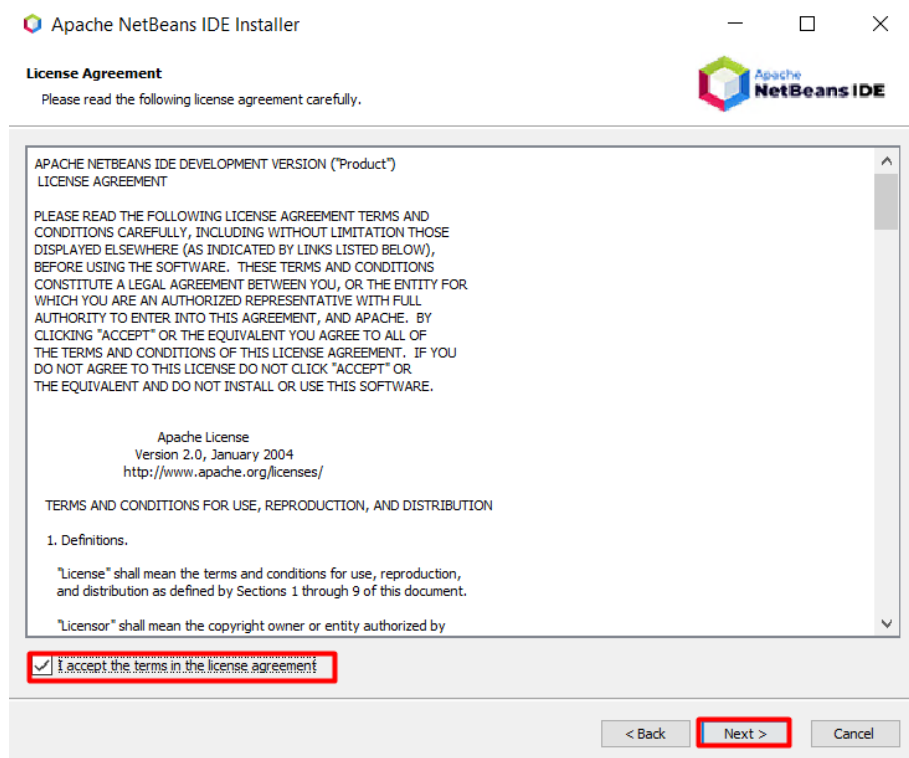 Apache NetBeans IDE Installer
License Agreement
Please read the following license agreement carefully.
Apache
NetBeans IDE
APACHE NETBEANS IDE DEVELOPMENT VERSION ("Product")
LICENSE AGREEMENT
PLEASE READ THE FOLLOWING LICENSE AGREEMENT TERMS AND
CONDITIONS CAREFULLY, INCLUDING WITHOUT LIMITATION THOSE
DISPLAYED ELSEWHERE (AS INDICATED BY LINKS LISTED BELOW),
BEFORE USING THE SOFTWARE.  THESE TERMS AND CONDITIONS
CONSTITUTE A LEGAL AGREEMENT BETWEEN YOU, OR THE ENTITY FOR
WHICH YOU ARE AN AUTHORIZED REPRESENTATIVE WITH FULL
AUTHORITY TO ENTER INTO THIS AGREEMENT, AND APACHE.  BY
CLICKING "ACCEPT" OR THE EQUIVALENT YOU AGREE TO ALL OF
THE TERMS AND CONDITIONS OF THIS LICENSE AGREEMENT.  IF YOU
DO NOT AGREE TO THIS LICENSE DO NOT CLICK "ACCEPT" OR
THE EQUIVALENT AND DO NOT INSTALL OR USE THIS SOFTWARE.
Apache License
Version 2.0, January 2004
http://www.apache.org/licenses/
TERMS AND CONDITIONS FOR USE, REPRODUCTION, AND DISTRIBUTION
1. Definitions.
"License" shall mean the terms and conditions for use, reproduction,
and distribution as defined by Sections 1 through 9 of this document.
"Licensor" shall mean the copyright owner or entity authorized by
I accept the terms in the license agreement
< Back
Next >
Cancel